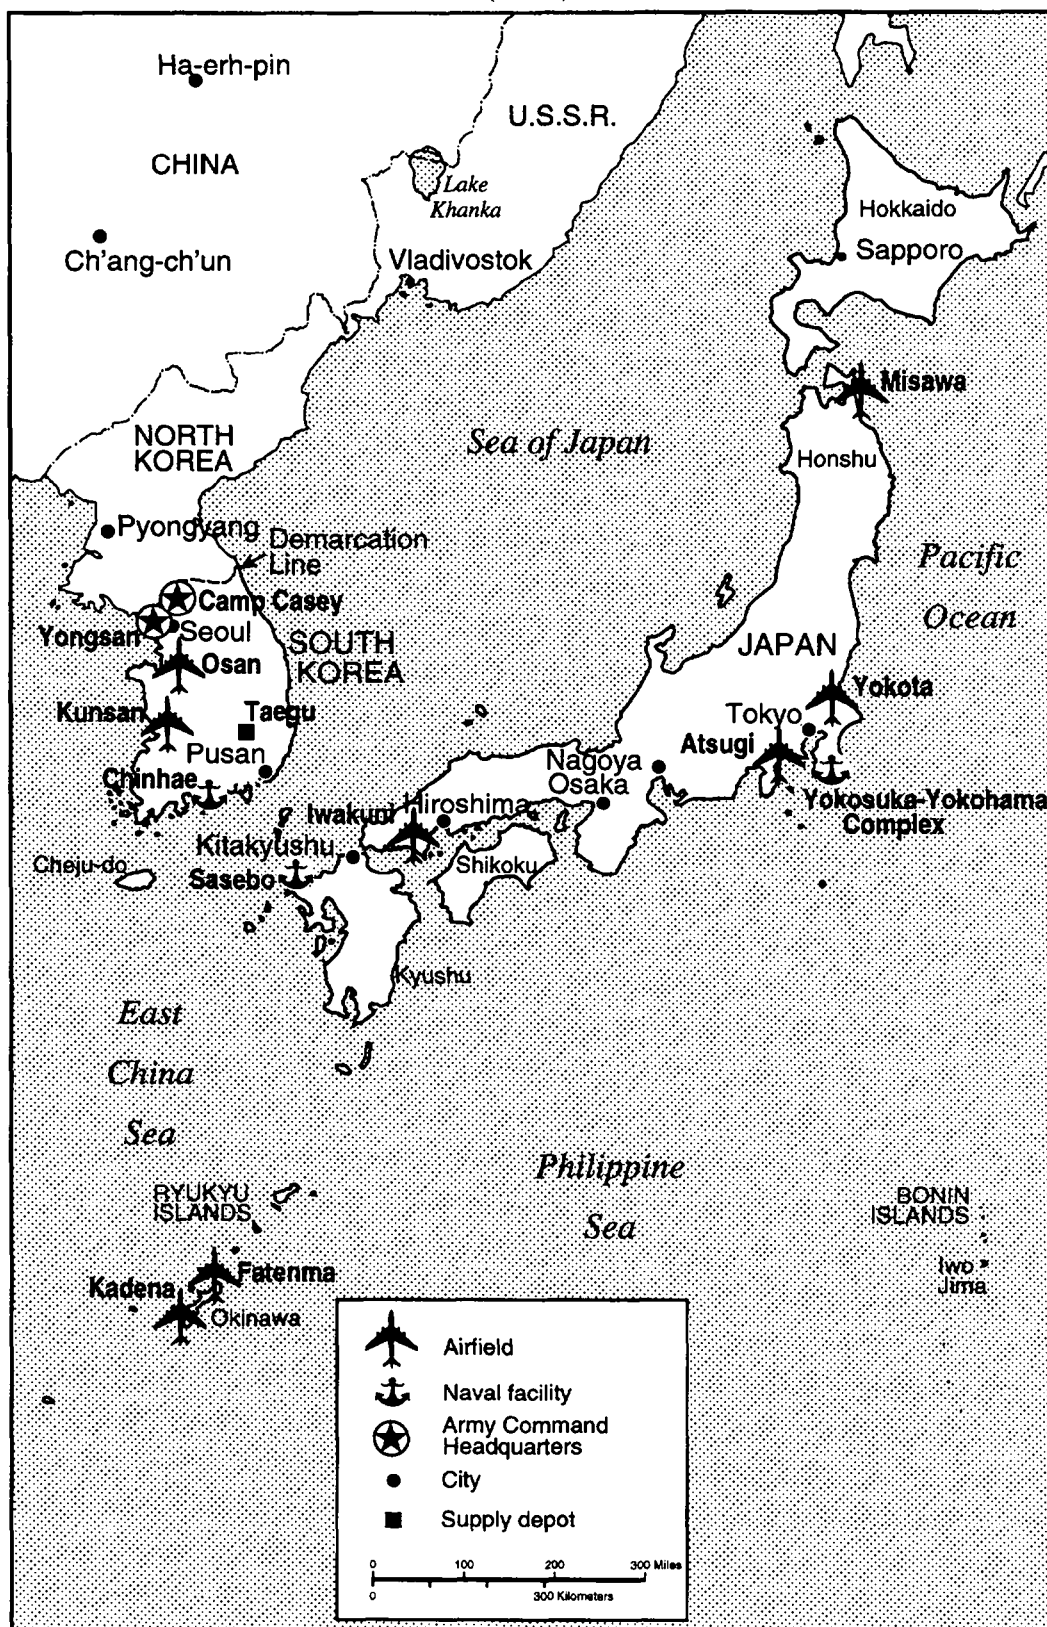 Ha-erh-pin
U.S.S.R.
CHINA
Lake
Khanka
Hokkaido
Sapporo
Ch'ang-ch'un
Vladivostok
Misawa
NORTH
KOREA
Sea of Japan
Honshu
Pyongyang
Demarcation
Line
Pacific
Ocean
Camp Casey
Yongsan
Seoul
SOUTH
KOREA
JAPAN
Osan
Yokota
Kunsan
Taegu
Tokyo
Atsugi
Pusan
Nagoya
Osaka
Chinhae
Yokosuka-Yokohama
Complex
Iwakuni
Hiroshima
Kitakyushu
Cheju-do
Shikoku
Sasebo
Kyushu
East
China
Sea
Philippine
Sea
RYUKYU
ISLANDS
BONIN
ISLANDS
Iwo
Jima
Fatenma
Kadena
Okinawa
Airfield
Naval facility
Army Command
Headquarters
City
Supply depot
0 100 200 300 Miles
0 300 Kilometers